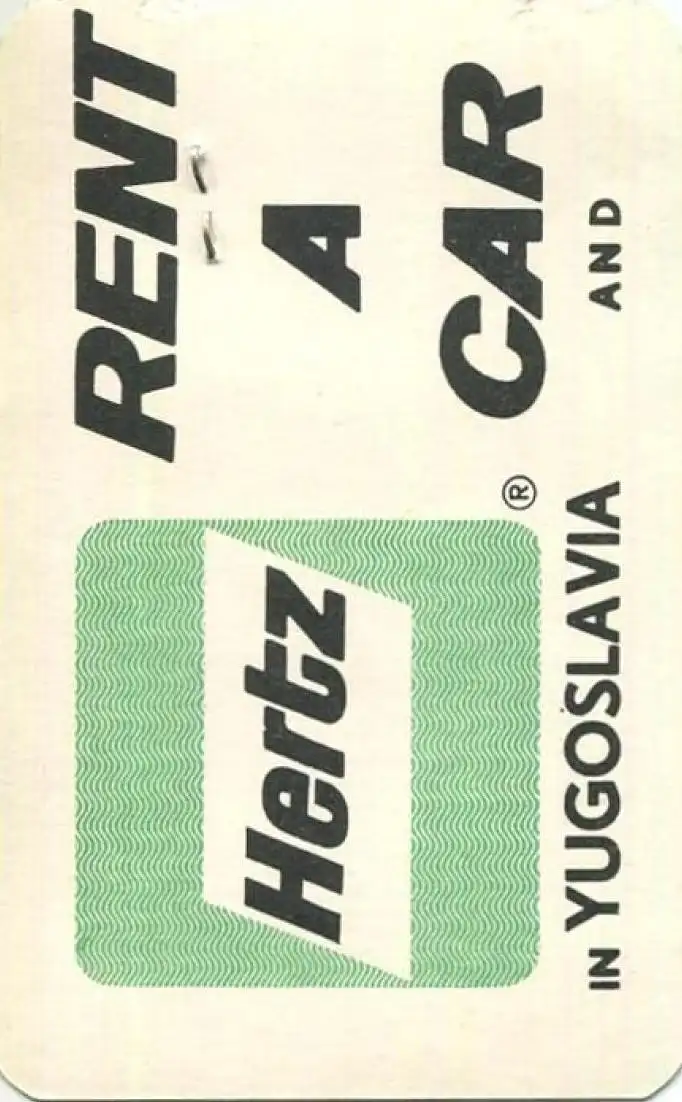 Hertz
®
RENT
A
CAR
IN YUGOSLAVIA AND